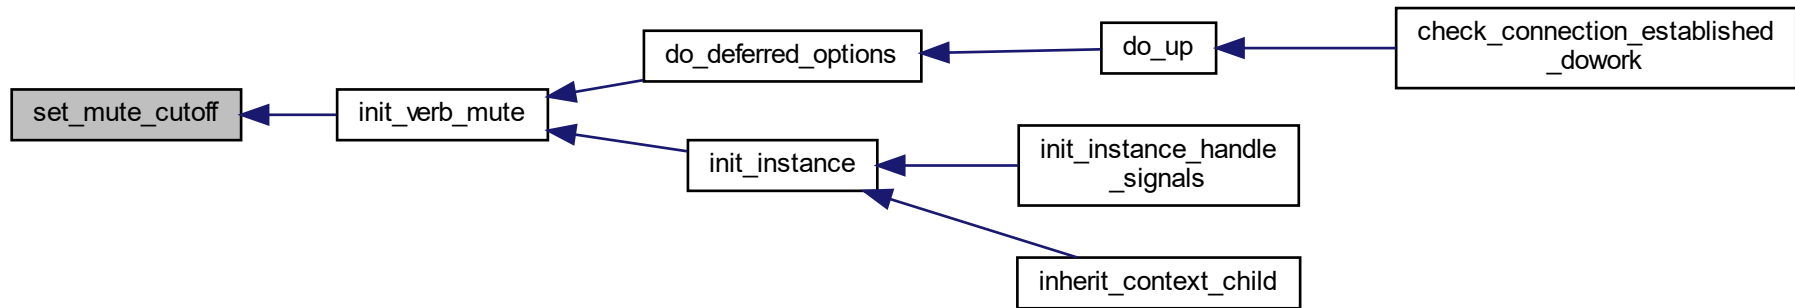 set_mute_cutoff
init_verb_mute
do_deferred_options
do_up
check_connection_established
_dowork
init_instance
init_instance_handle
_signals
inherit_context_child